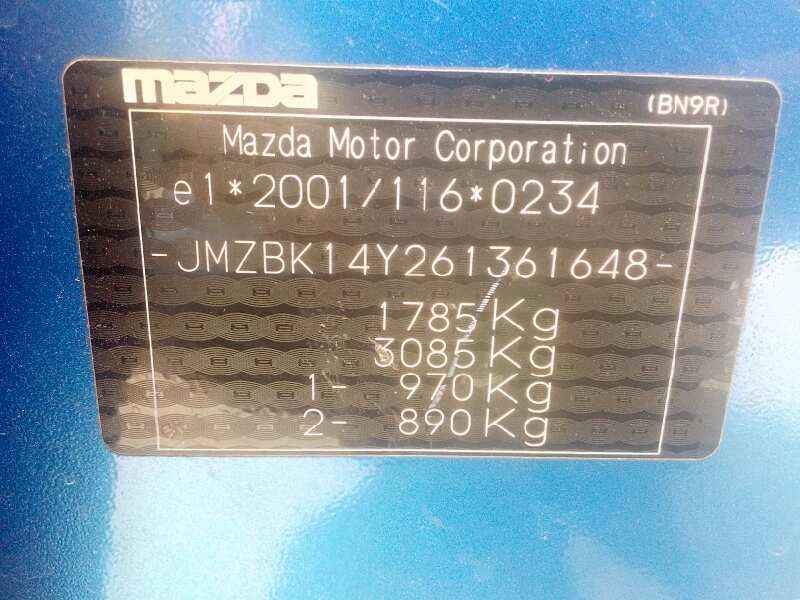 mazda
(BN9R)
Mazda Motor Corporation
e1*2001/116*0234
-JMZBK14Y261361648-
1785Kg
3085Kg
1- 970Kg
2- 890Kg